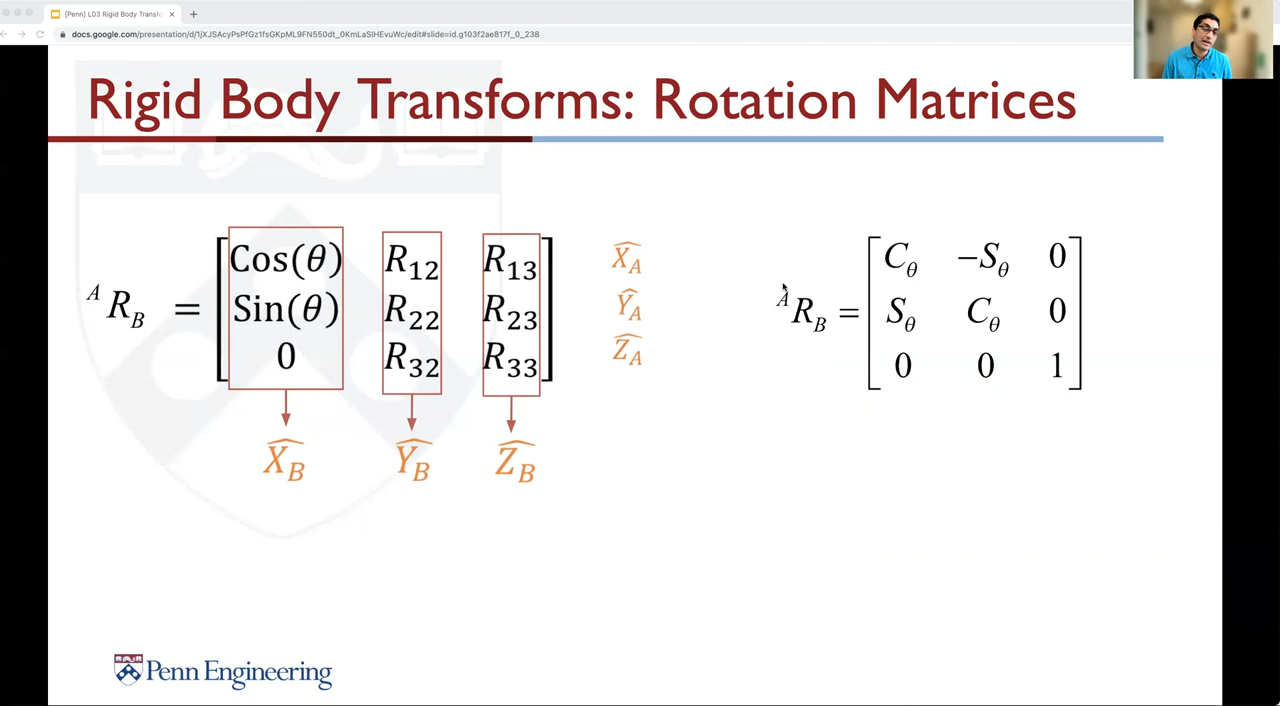 [Penn] L03 Rigid Body Transfo
docs.google.com/presentation/d/1jXJSAcyPsPfGz1fsGKpML9FN550dt_0KmLaSIHEvuWc/edit#slide=id.g103f2ae817f_0_238
Rigid Body Transforms: Rotation Matrices
Cos(θ) R₁₂ R₁₃
ᴬR_B = Sin(θ) R₂₂ R₂₃
0 R₃₂ R₃₃
X̂_B Ŷ_B Ẑ_B
X̂_A
Ŷ_A
Ẑ_A
C_θ −S_θ 0
ᴬR_B = S_θ C_θ 0
0 0 1
Penn Engineering